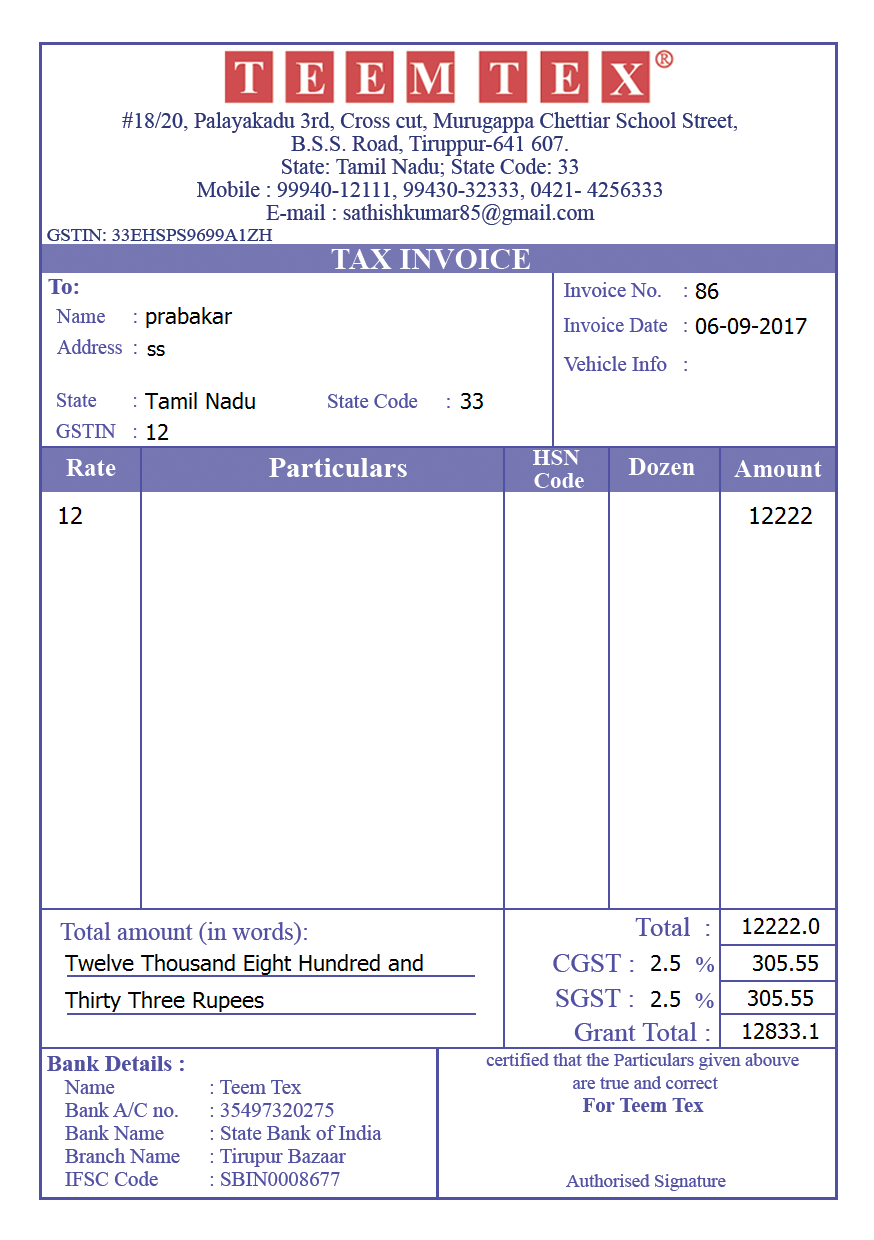 TEEM TEX®
#18/20, Palayakadu 3rd, Cross cut, Murugappa Chettiar School Street,
B.S.S. Road, Tiruppur-641 607.
State: Tamil Nadu; State Code: 33
Mobile : 99940-12111, 99430-32333, 0421- 4256333
E-mail : sathishkumar85@gmail.com
GSTIN: 33EHSPS9699A1ZH
TAX INVOICE
To:
Name : prabakar
Address : ss
State : Tamil Nadu State Code : 33
GSTIN : 12
Invoice No. : 86
Invoice Date : 06-09-2017
Vehicle Info :
Rate Particulars HSN Code Dozen Amount
12 12222
Total amount (in words):
Twelve Thousand Eight Hundred and
Thirty Three Rupees
Total : 12222.0
CGST : 2.5 % 305.55
SGST : 2.5 % 305.55
Grant Total : 12833.1
Bank Details :
Name : Teem Tex
Bank A/C no. : 35497320275
Bank Name : State Bank of India
Branch Name : Tirupur Bazaar
IFSC Code : SBIN0008677
certified that the Particulars given abouve
are true and correct
For Teem Tex
Authorised Signature